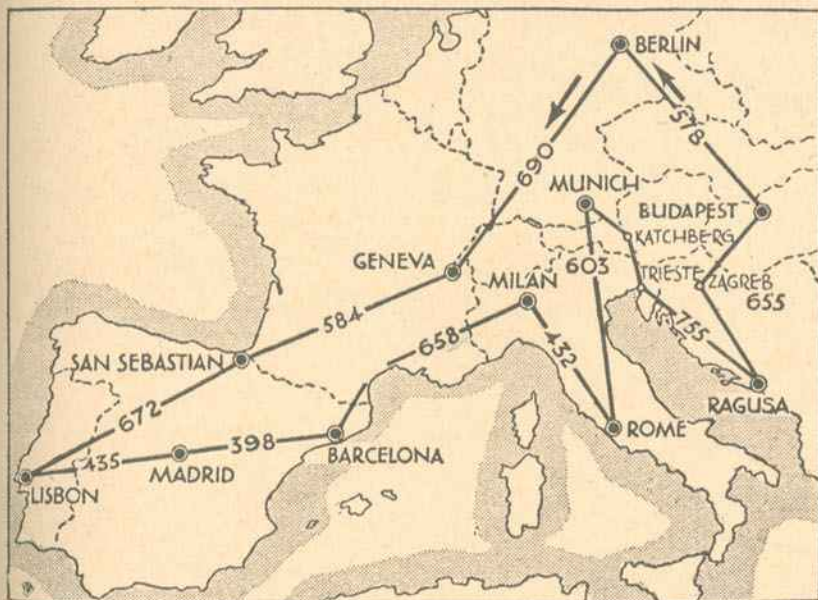 BERLIN
578
690
MUNICH
BUDAPEST
KATCHBERG
GENEVA
603
TRIESTE
ZAGREB
MILAN
655
584
658
432
755
SAN SEBASTIAN
RAGUSA
672
ROME
398
BARCELONA
435
MADRID
LISBON